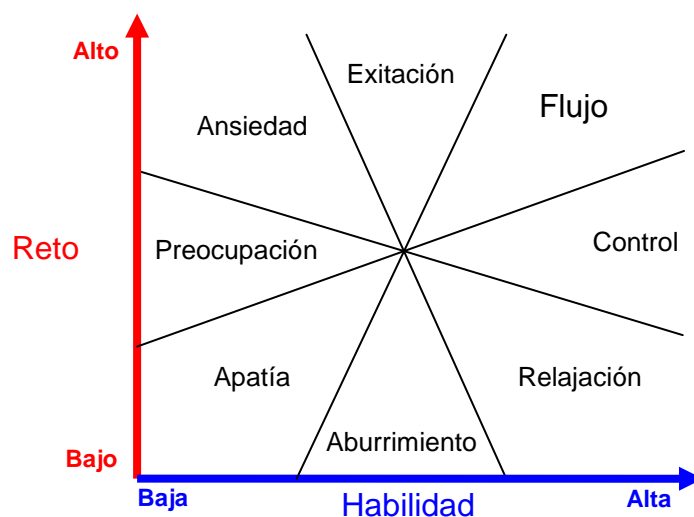 Alto
Exitación
Flujo
Ansiedad
Reto
Preocupación
Control
Apatía
Relajación
Aburrimiento
Bajo
Baja
Habilidad
Alta